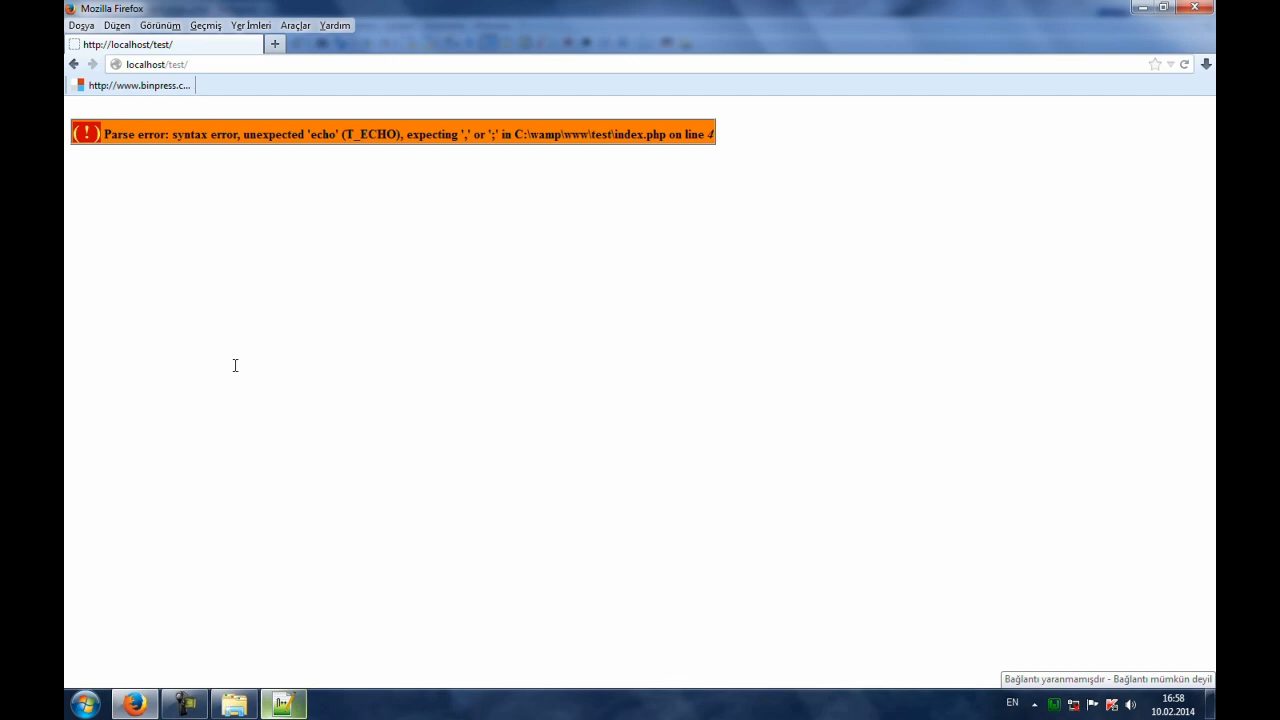 Mozilla Firefox
Dosya Düzen Görünüm Geçmiş Yer İmleri Araçlar Yardım
http://localhost/test/
localhost/test/
http://www.binpress.c...
(!) Parse error: syntax error, unexpected 'echo' (T_ECHO), expecting ',' or ';' in C:\wamp\www\test\index.php on line 4
Bağlantı yaranmamışdır - Bağlantı mümkün deyil
EN
16:58
10.02.2014